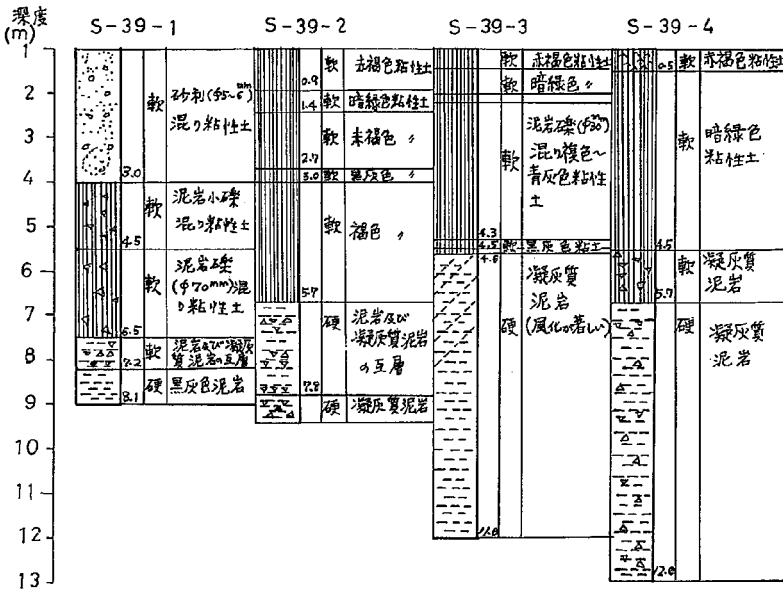 深度
(m)
S-39-1
S-39-2
S-39-3
S-39-4
1
2
3
4
5
6
7
8
9
10
11
12
13
軟
砂利(φ5~6mm)
混り粘性土
3.0
軟
泥岩小礫
混り粘性土
4.5
軟
泥岩礫
(φ70mm)混
り粘性土
6.5
軟
泥岩及び凝灰
質泥岩の互層
7.2
硬
黒灰色泥岩
8.1
軟
赤褐色粘性土
0.9
軟
暗緑色粘性土
1.4
軟
赤褐色 〃
2.7
軟
黒灰色 〃
3.0
軟
褐色 〃
5.7
硬
泥岩及び
凝灰質泥岩
の互層
7.8
硬
凝灰質泥岩
軟
赤褐色粘性土
軟
暗緑色 〃
軟
泥岩礫(φ30mm)
混り複色~
青灰色粘性
土
4.3
4.5
軟
黒灰色粘土
4.6
硬
凝灰質
泥岩
(風化が著しい)
11.0
0.5
軟
赤褐色粘性土
軟
暗緑色
粘性土
4.5
軟
凝灰質
泥岩
5.7
硬
凝灰質
泥岩
12.0